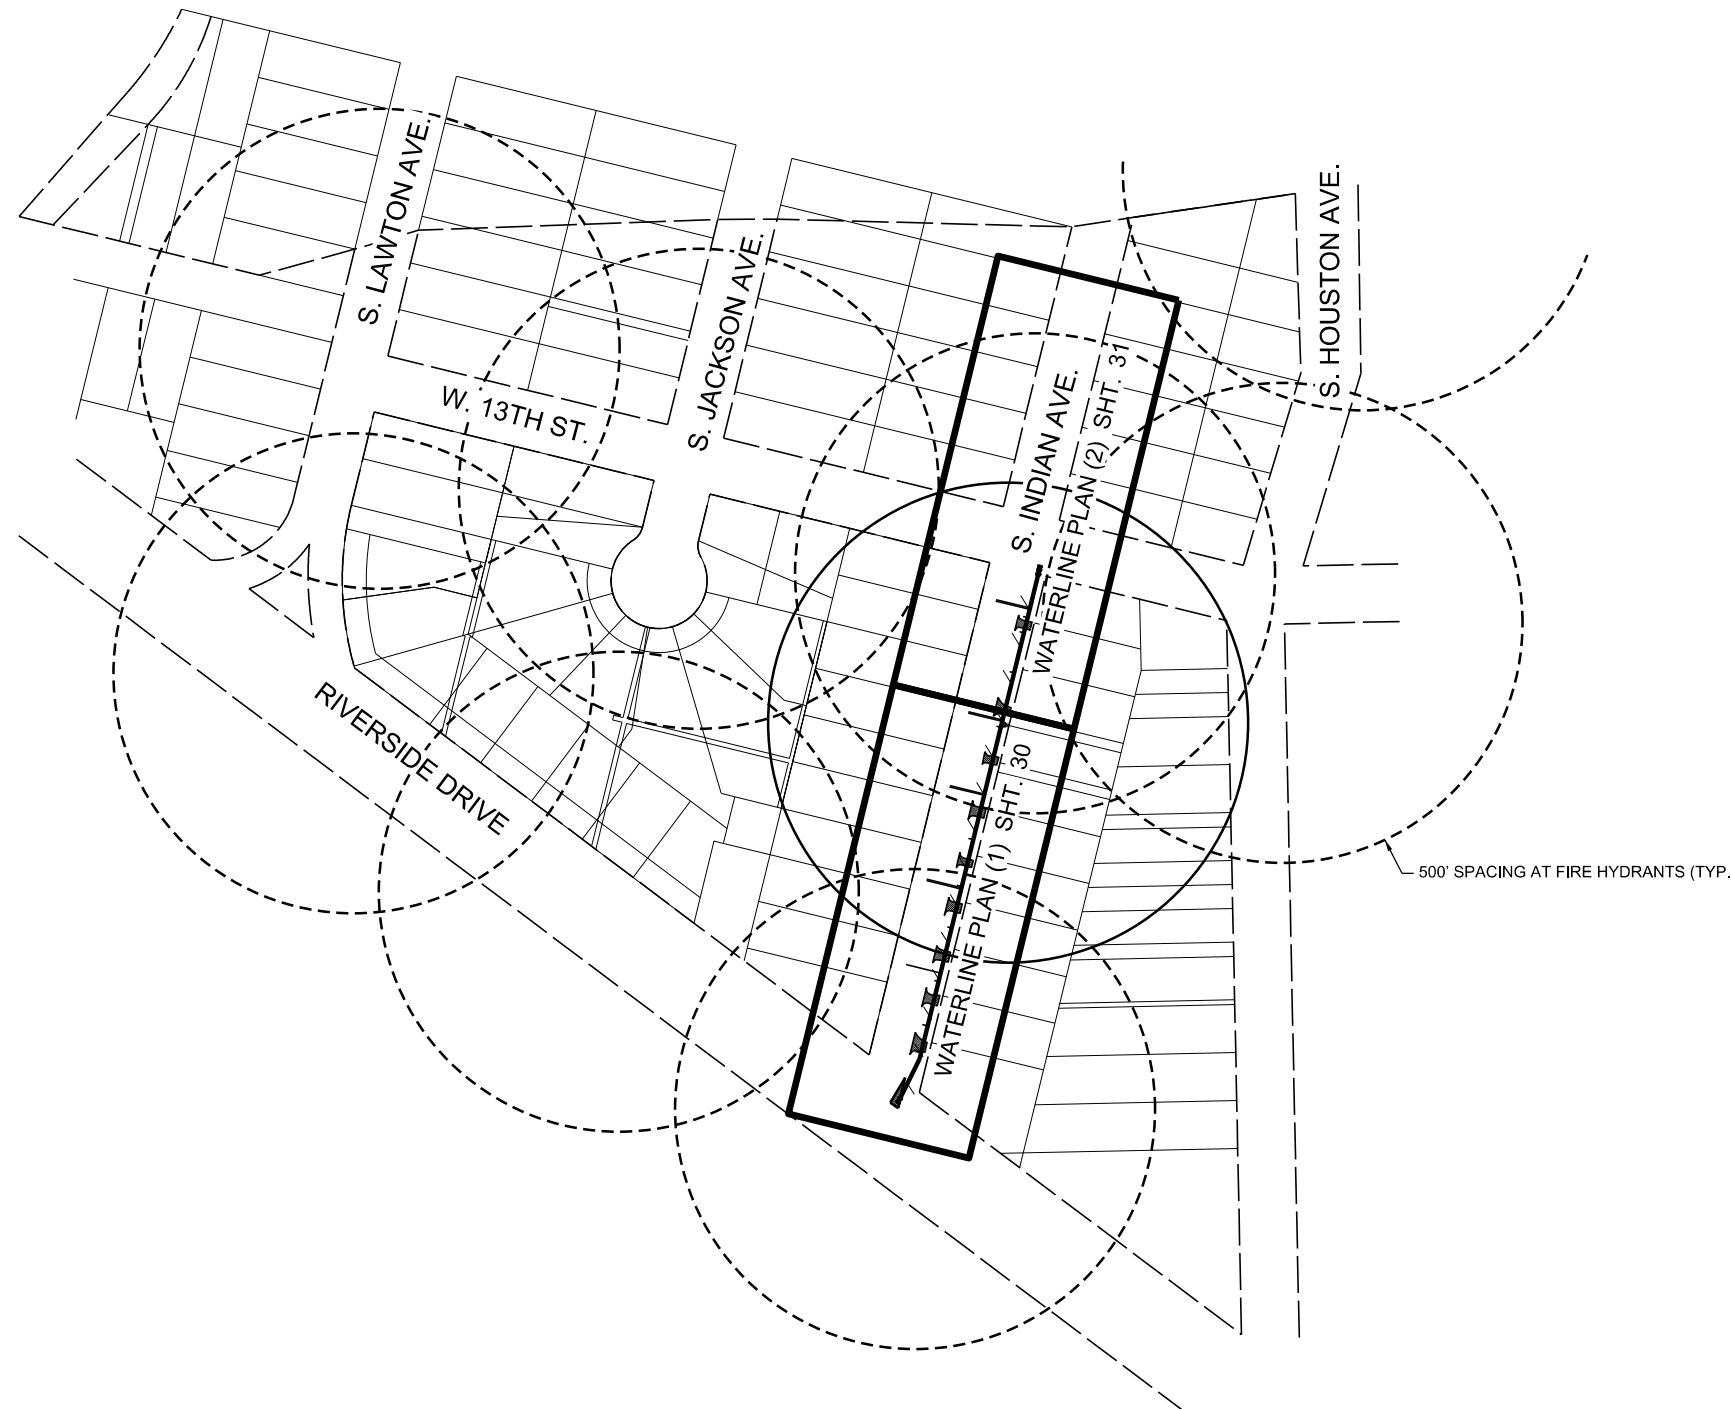 S. LAWTON AVE.
S. JACKSON AVE.
W. 13TH ST.
S. INDIAN AVE.
S. HOUSTON AVE.
WATERLINE PLAN (2) SHT. 31
WATERLINE PLAN (1) SHT. 30
RIVERSIDE DRIVE
500' SPACING AT FIRE HYDRANTS (TYP.